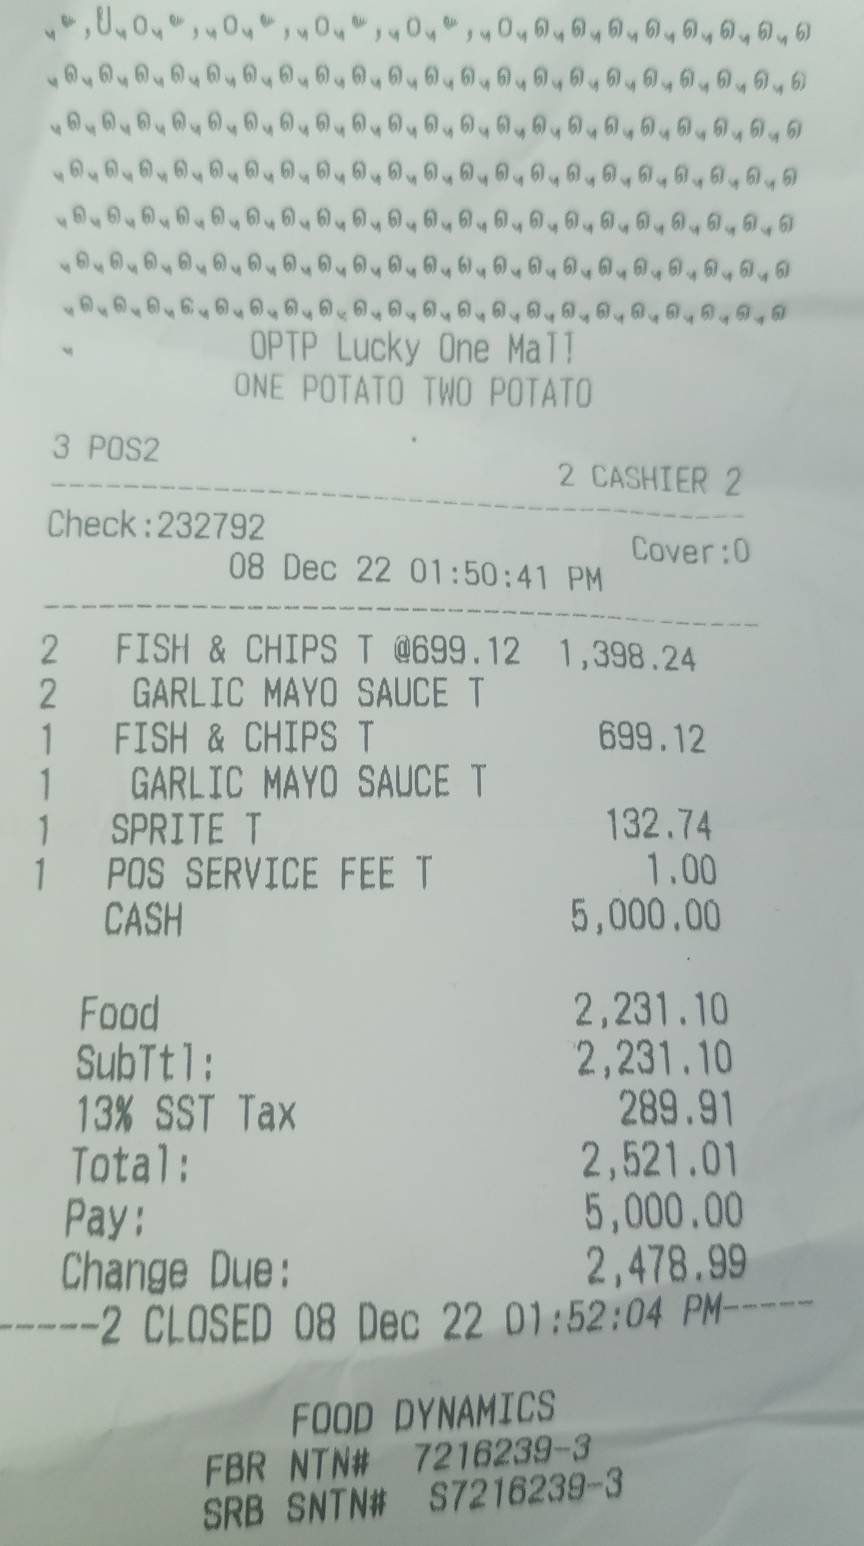 OPTP Lucky One Mall
ONE POTATO TWO POTATO
3 POS2
2 CASHIER 2
Check:232792
Cover:0
08 Dec 22 01:50:41 PM
2 FISH & CHIPS T @699.12 1,398.24
2 GARLIC MAYO SAUCE T
1 FISH & CHIPS T 699.12
1 GARLIC MAYO SAUCE T
1 SPRITE T 132.74
1 POS SERVICE FEE T 1.00
CASH 5,000.00
Food 2,231.10
SubTtl: 2,231.10
13% SST Tax 289.91
Total: 2,521.01
Pay: 5,000.00
Change Due: 2,478.99
-----2 CLOSED 08 Dec 22 01:52:04 PM-----
FOOD DYNAMICS
FBR NTN# 7216239-3
SRB SNTN# S7216239-3